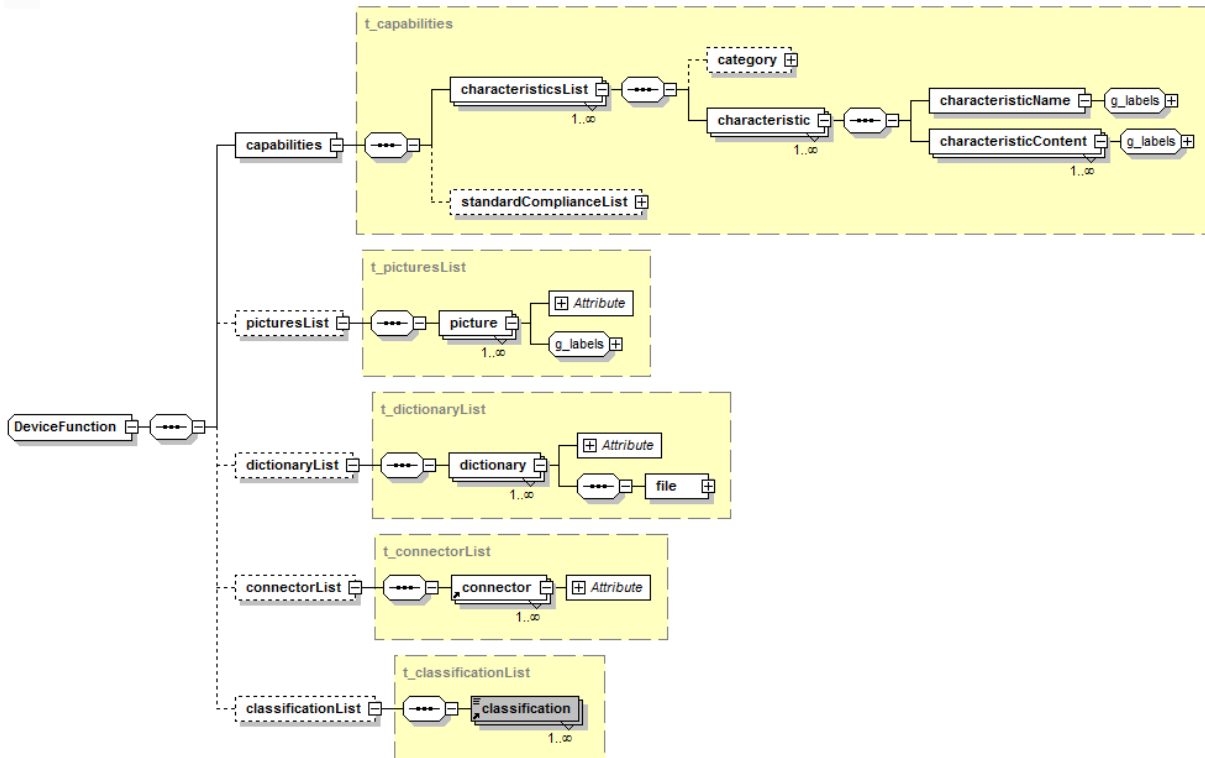 t_capabilities
category
characteristicsList
1..∞
characteristic
1..∞
characteristicName
g_labels
characteristicContent
g_labels
1..∞
capabilities
standardComplianceList
t_picturesList
Attribute
picturesList
picture
1..∞
g_labels
t_dictionaryList
DeviceFunction
Attribute
dictionaryList
dictionary
1..∞
file
t_connectorList
connectorList
connector
Attribute
1..∞
t_classificationList
classificationList
classification
1..∞